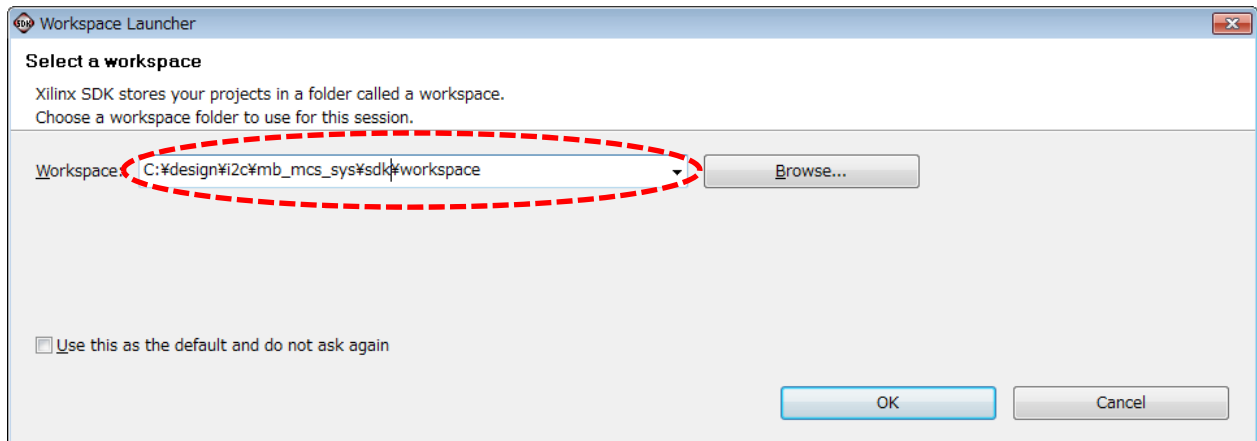 SDK Workspace Launcher
Select a workspace
Xilinx SDK stores your projects in a folder called a workspace.
Choose a workspace folder to use for this session.
Workspace: C:¥design¥i2c¥mb_mcs_sys¥sdk¥workspace Browse...
Use this as the default and do not ask again
OK Cancel